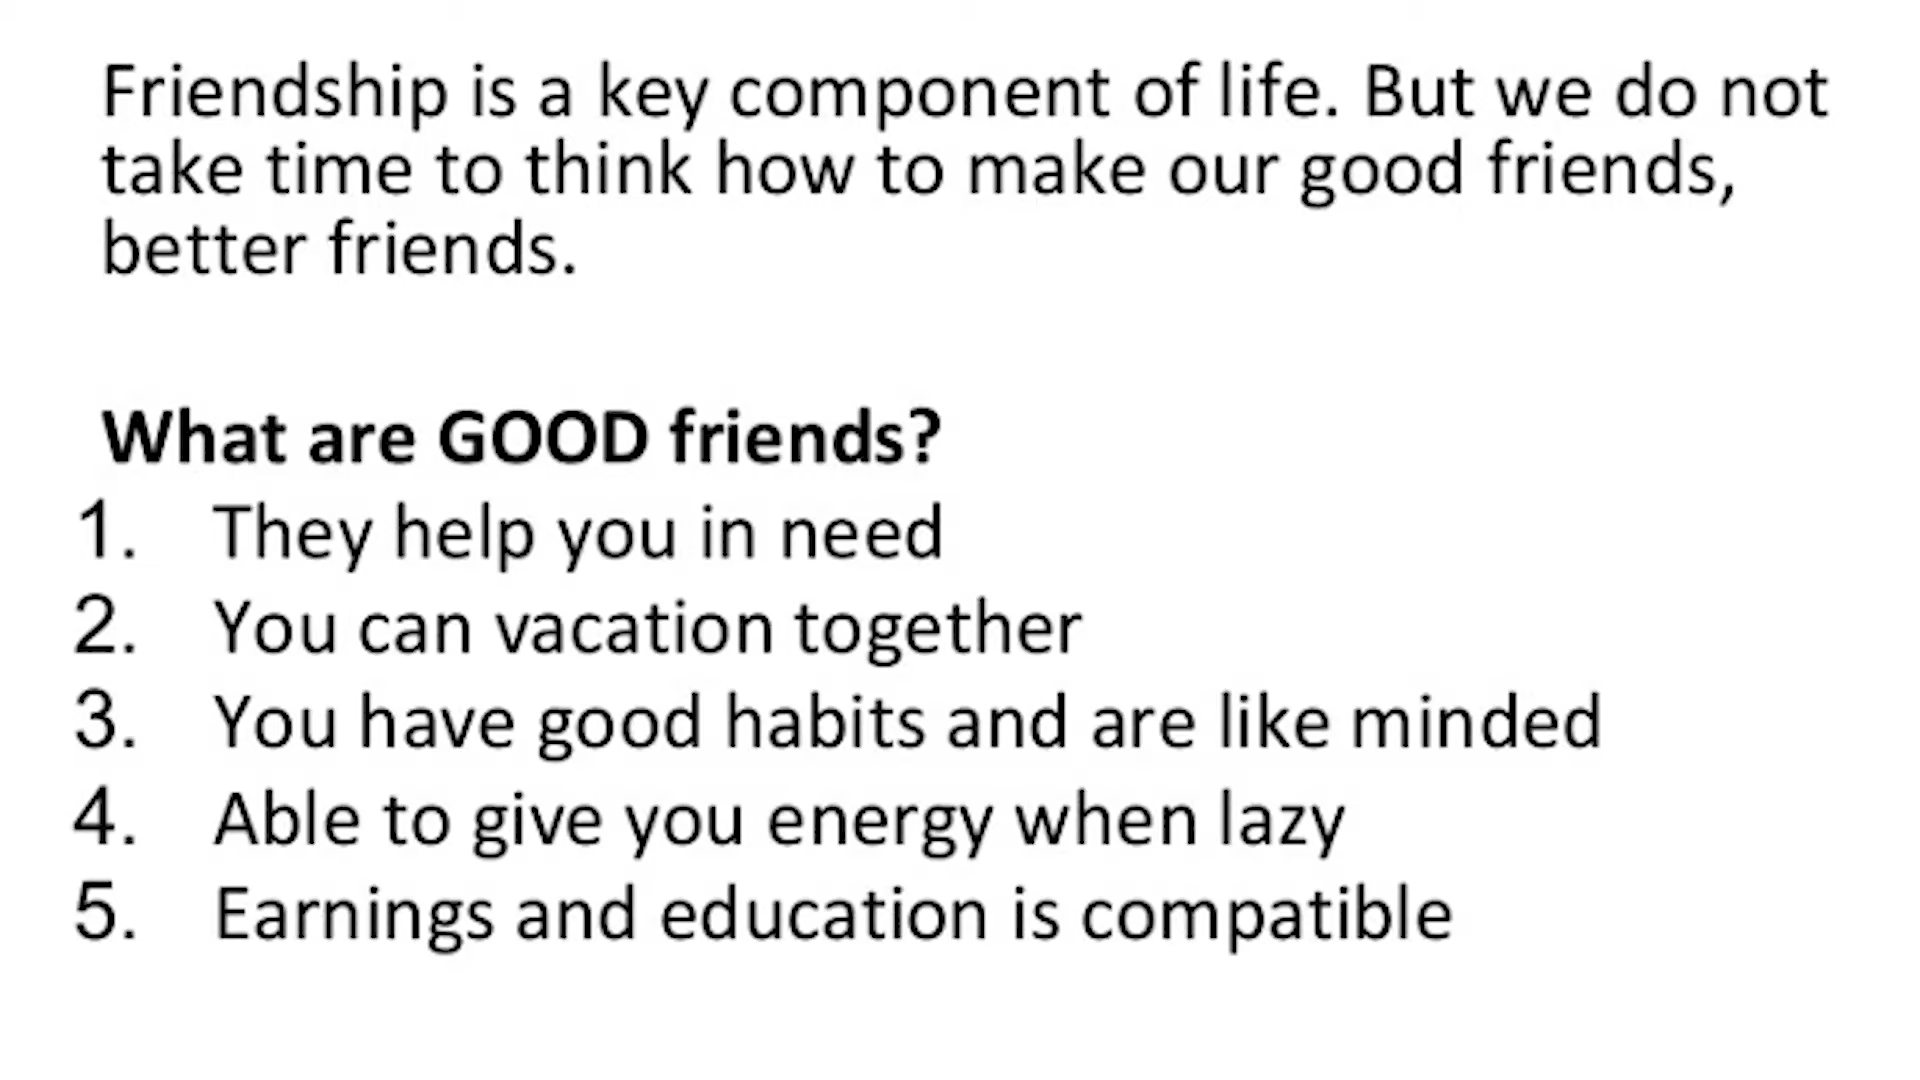 Friendship is a key component of life. But we do not
take time to think how to make our good friends,
better friends.
What are GOOD friends?
1. They help you in need
2. You can vacation together
3. You have good habits and are like minded
4. Able to give you energy when lazy
5. Earnings and education is compatible